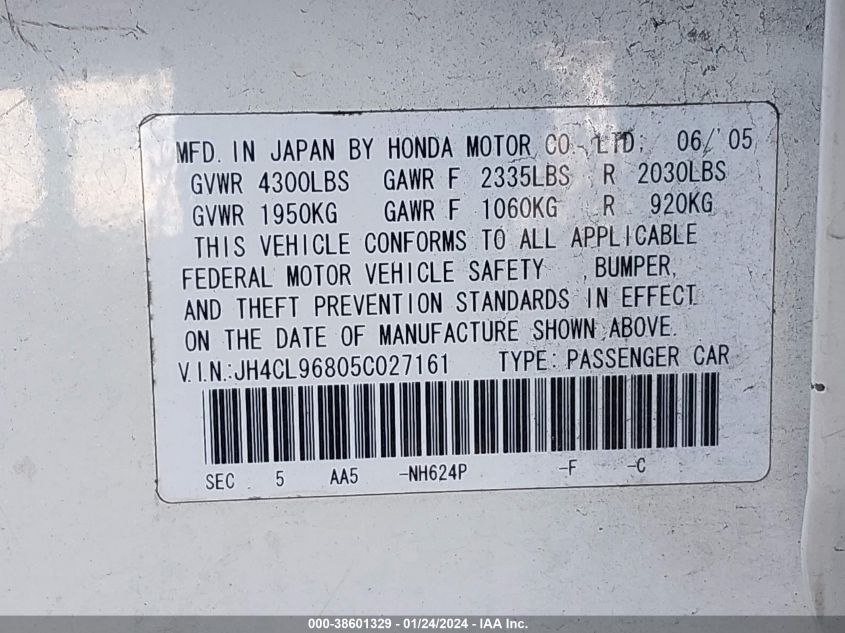 MFD. IN JAPAN BY HONDA MOTOR CO., LTD. 06/'05
GVWR 4300LBS GAWR F 2335LBS R 2030LBS
GVWR 1950KG GAWR F 1060KG R 920KG
THIS VEHICLE CONFORMS TO ALL APPLICABLE
FEDERAL MOTOR VEHICLE SAFETY , BUMPER,
AND THEFT PREVENTION STANDARDS IN EFFECT
ON THE DATE OF MANUFACTURE SHOWN ABOVE.
V.I.N.:JH4CL96805C027161 TYPE: PASSENGER CAR
SEC 5 AA5 -NH624P -F -C
000-38601329 - 01/24/2024 - IAA Inc.